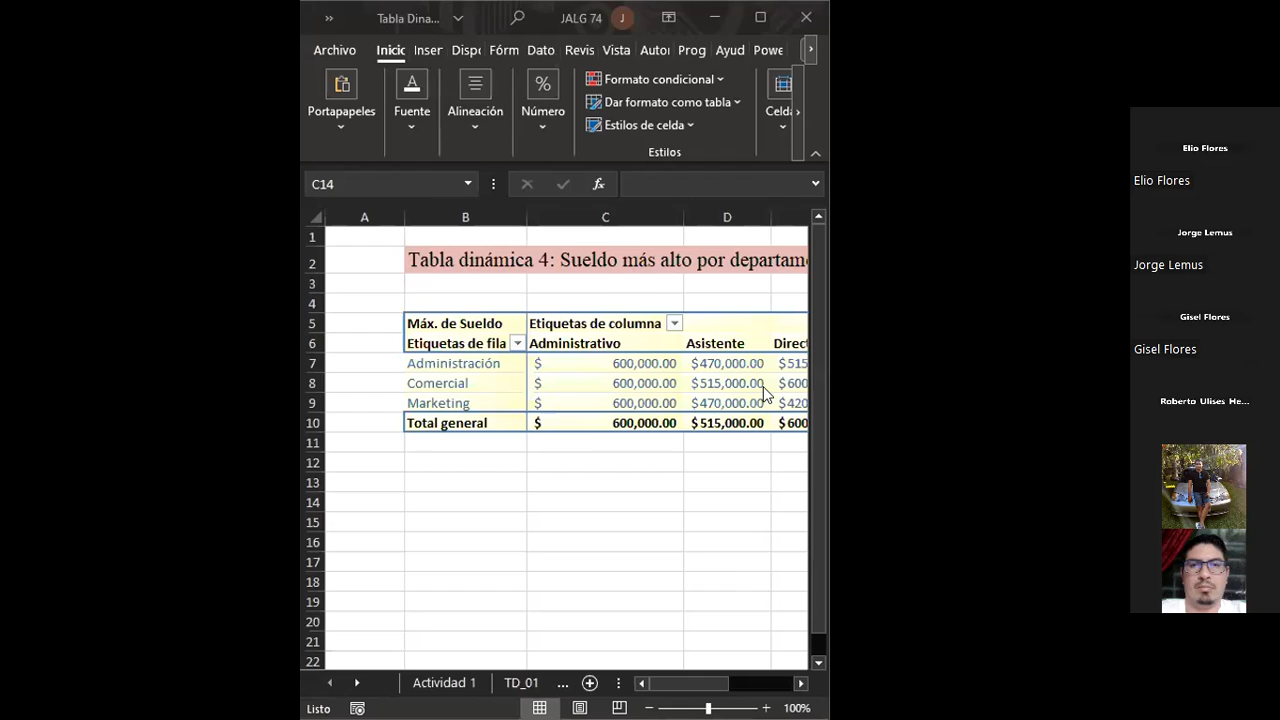 Tabla Dina...
JALG 74
J
Archivo
Inicic
Inser
Dispo
Fórm
Dato
Revis
Vista
Autor
Prog
Ayud
Powe
Portapapeles
Fuente
Alineación
%
Número
Formato condicional
Dar formato como tabla
Estilos de celda
Estilos
Celda
C14
fx
A B C D
1
2 Tabla dinámica 4: Sueldo más alto por departame
3
4
5 Máx. de Sueldo Etiquetas de columna
6 Etiquetas de fila Administrativo Asistente Direct
7 Administración $ 600,000.00 $470,000.00 $515
8 Comercial $ 600,000.00 $515,000.00 $600
9 Marketing $ 600,000.00 $470,000.00 $420
10 Total general $ 600,000.00 $515,000.00 $600
11
12
13
14
15
16
17
18
19
20
21
22
Actividad 1
TD_01
...
Listo
100%
Elio Flores
Elio Flores
Jorge Lemus
Jorge Lemus
Gisel Flores
Gisel Flores
Roberto Ulises He...